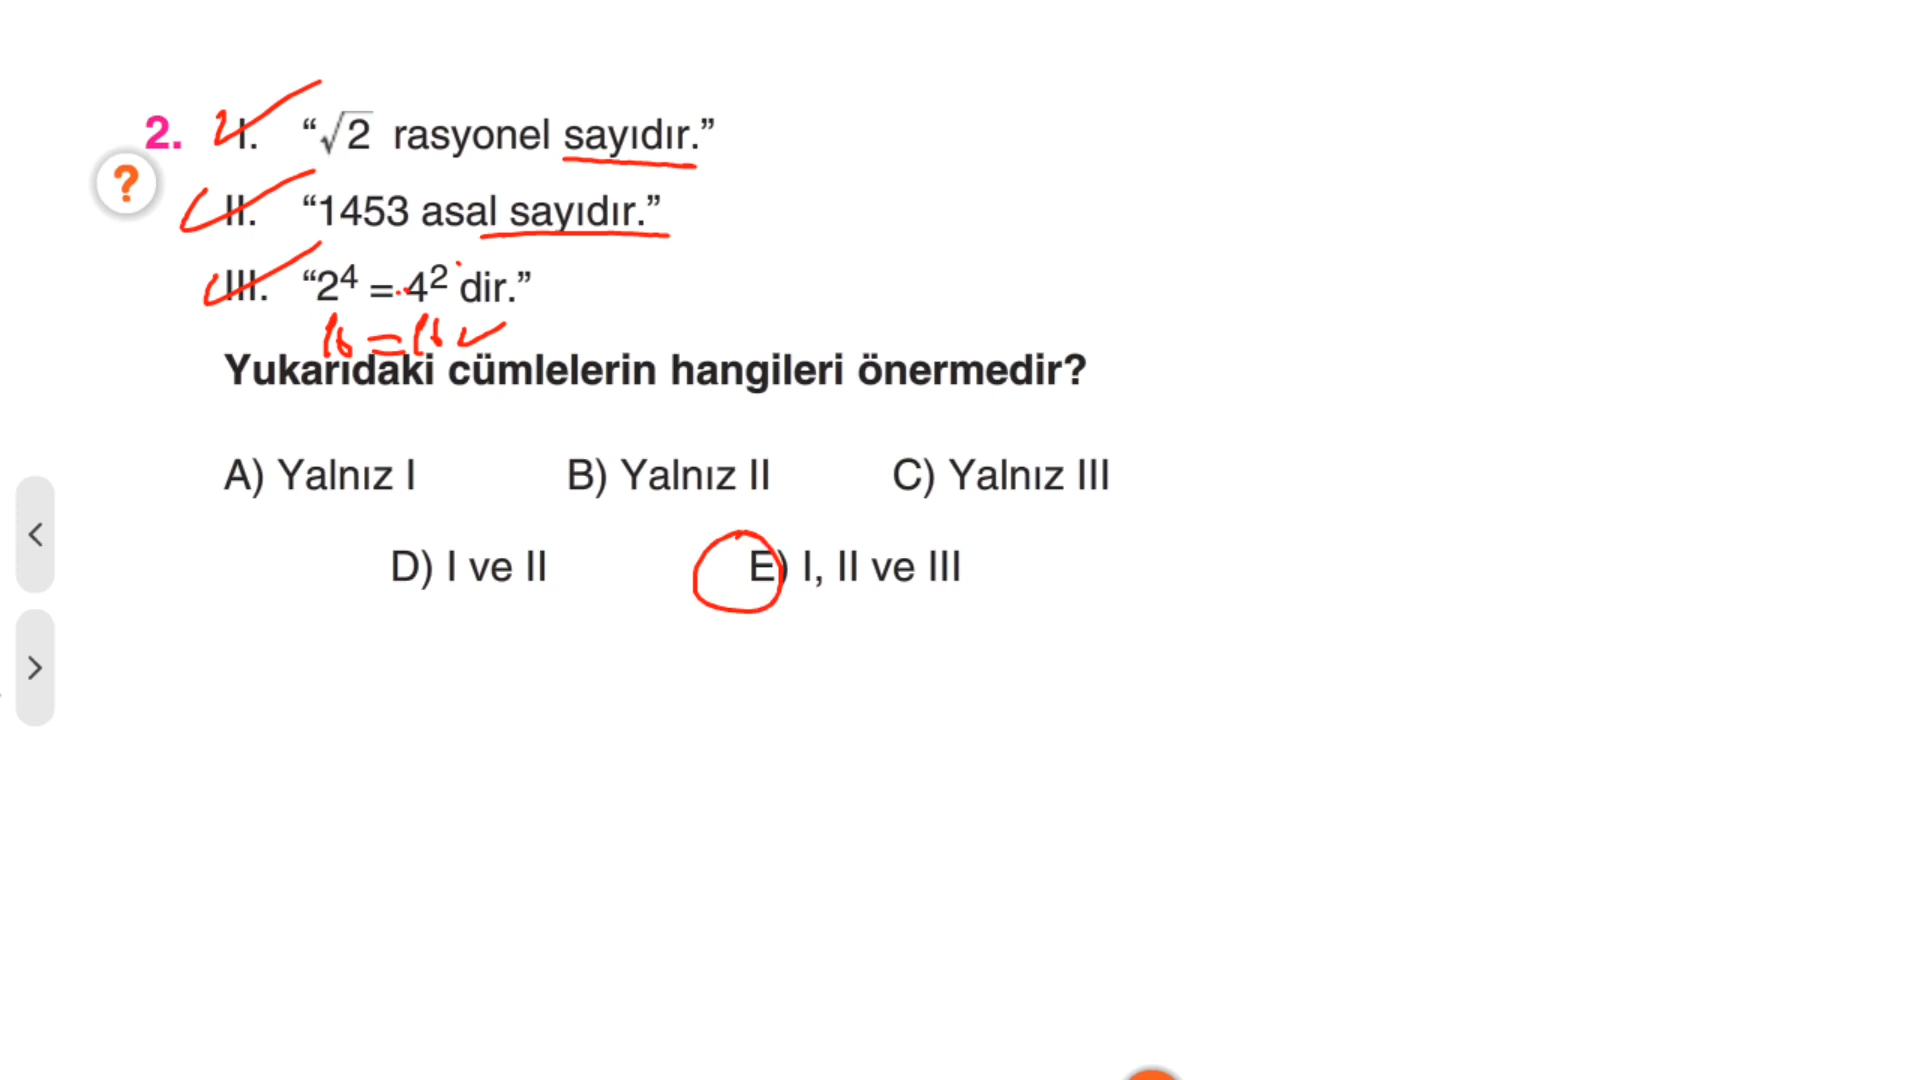 2. I. “√2 rasyonel sayıdır.”
?
II. “1453 asal sayıdır.”
III. “2⁴ = 4² dir.”
16 = 16
Yukarıdaki cümlelerin hangileri önermedir?
A) Yalnız I B) Yalnız II C) Yalnız III
D) I ve II E) I, II ve III